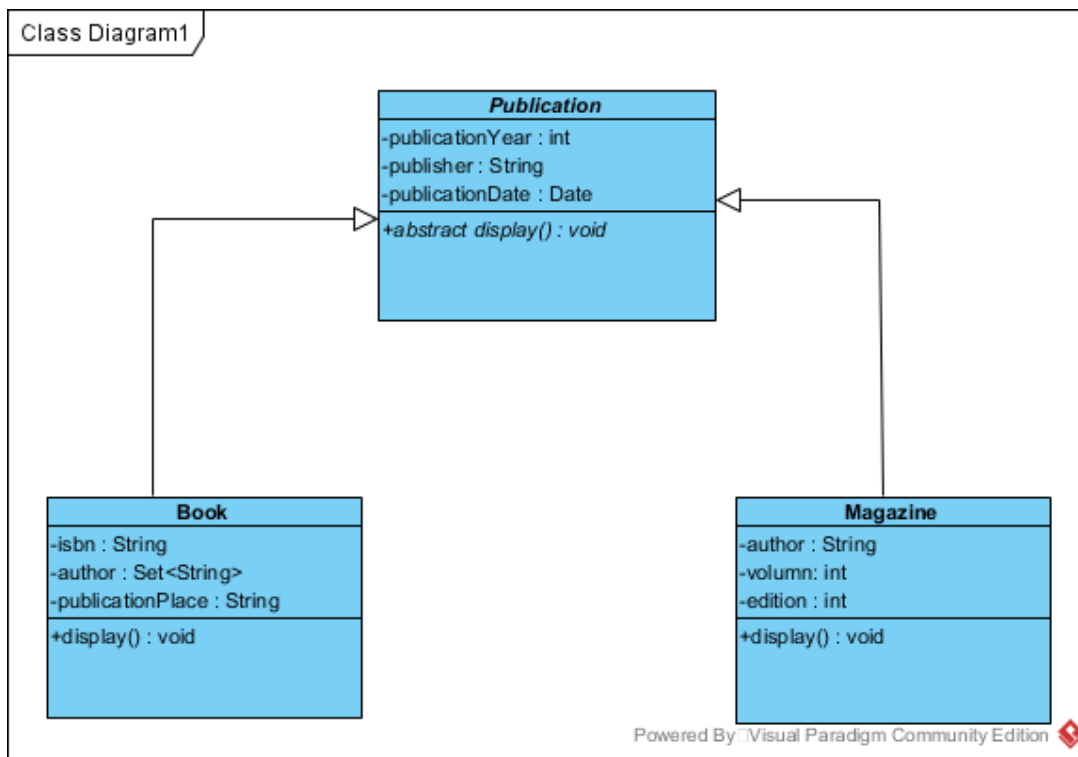 Class Diagram1
Publication
-publicationYear : int
-publisher : String
-publicationDate : Date
+abstract display() : void
Book
-isbn : String
-author : Set<String>
-publicationPlace : String
+display() : void
Magazine
-author : String
-volumn: int
-edition : int
+display() : void
Powered By Visual Paradigm Community Edition